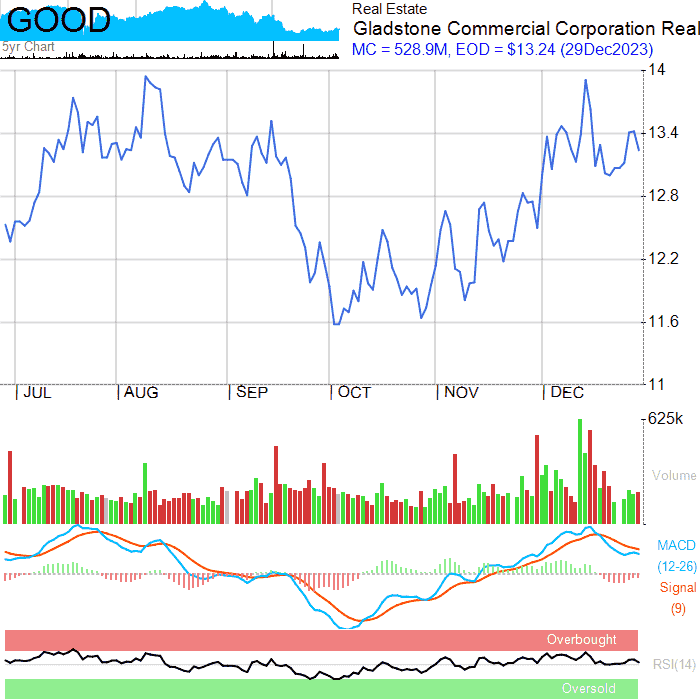 GOOD
5yr Chart
Real Estate
Gladstone Commercial Corporation Real
MC = 528.9M, EOD = $13.24 (29Dec2023)
14
13.4
12.8
12.2
11.6
11
JUL AUG SEP OCT NOV DEC
625k
Volume
MACD
(12-26)
Signal
(9)
Overbought
RSI(14)
Oversold